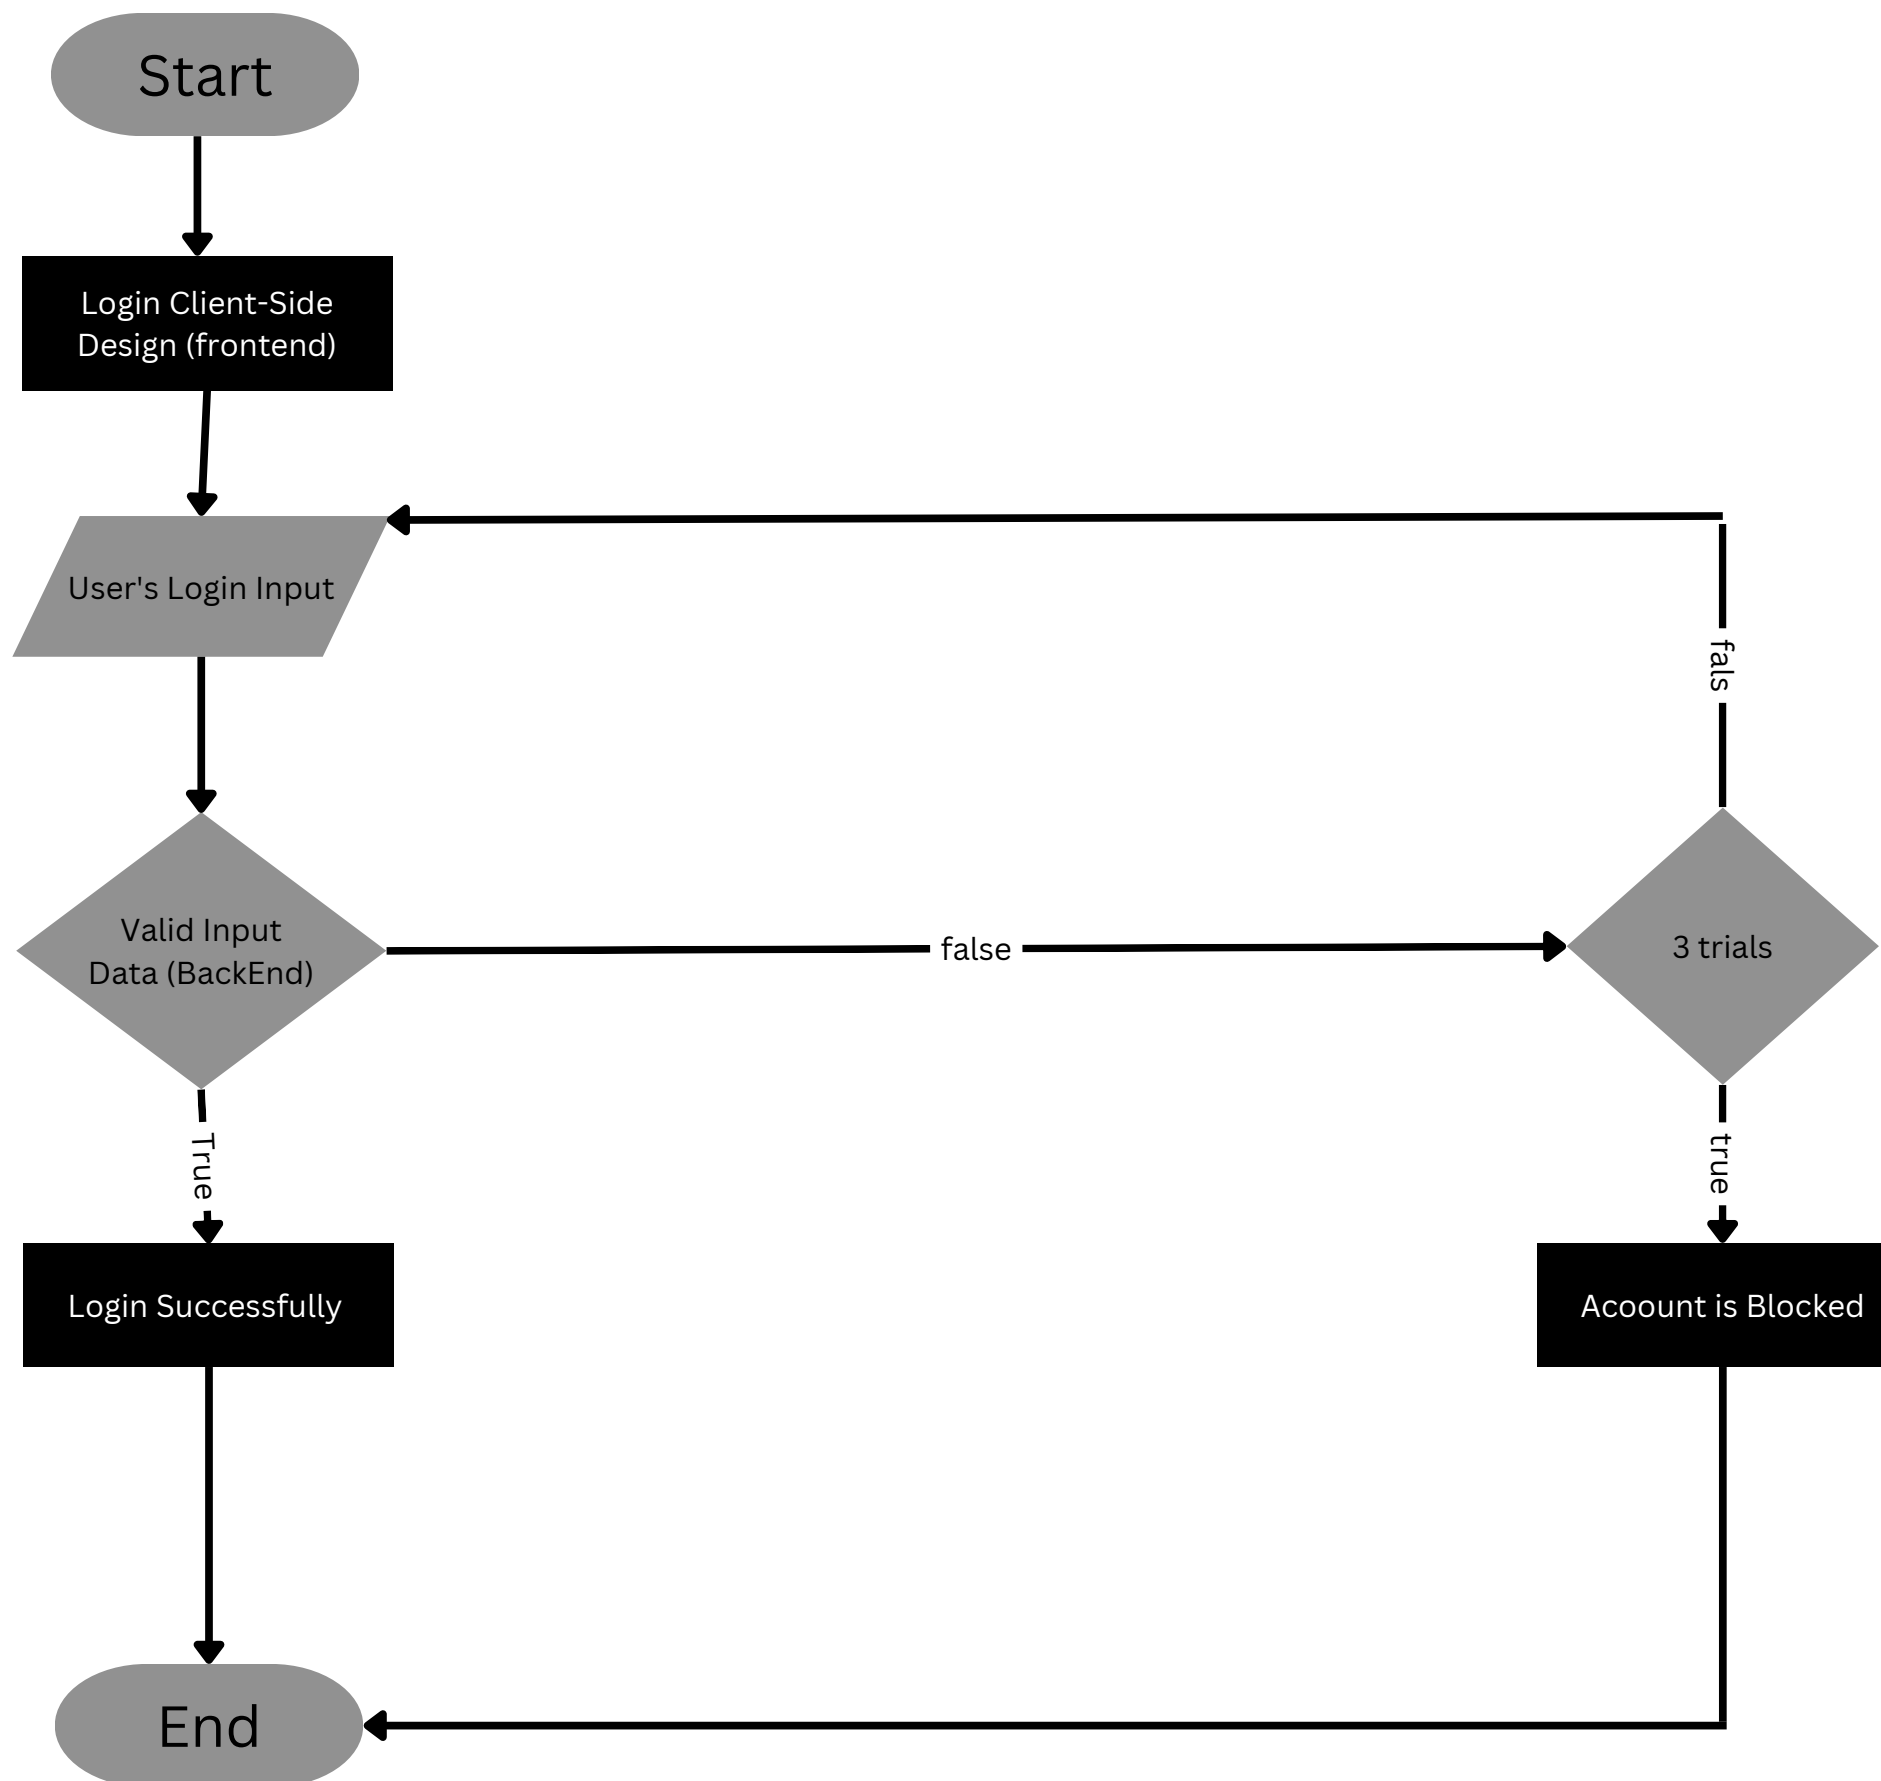 Start
Login Client-Side
Design (frontend)
User's Login Input
fals
Valid Input
Data (BackEnd)
false
3 trials
True
true
Login Successfully
Acoount is Blocked
End